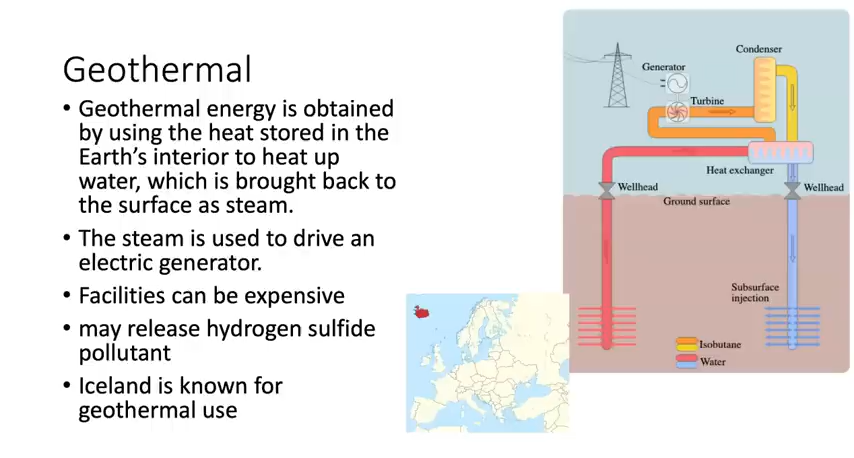 Geothermal
• Geothermal energy is obtained
by using the heat stored in the
Earth's interior to heat up
water, which is brought back to
the surface as steam.
• The steam is used to drive an
electric generator.
• Facilities can be expensive
• may release hydrogen sulfide
pollutant
• Iceland is known for
geothermal use
Condenser
Generator
Turbine
Heat exchanger
Wellhead
Wellhead
Ground surface
Subsurface
injection
Isobutane
Water